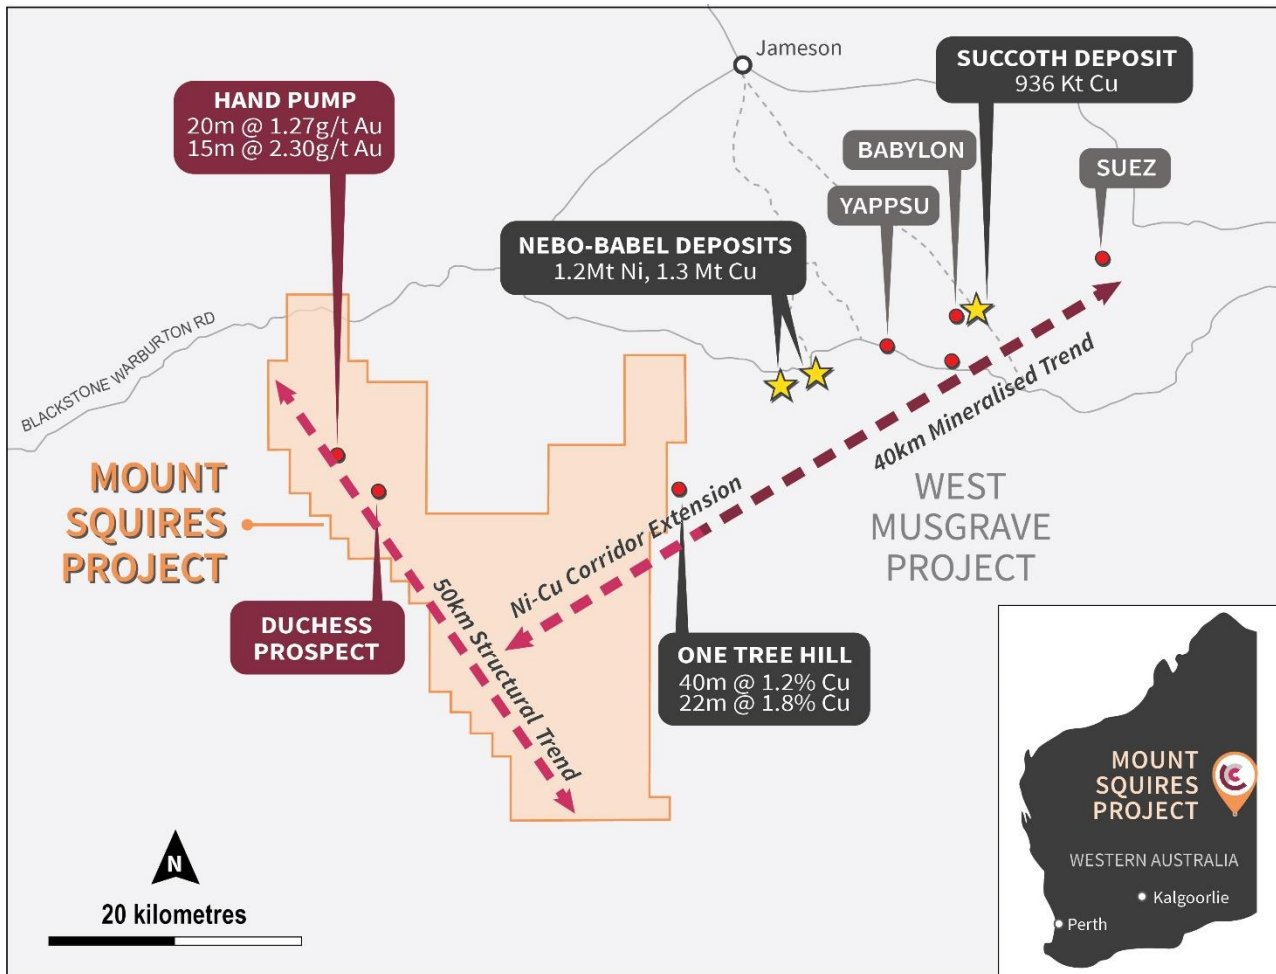 Jameson
SUCCOTH DEPOSIT
936 Kt Cu
HAND PUMP
20m @ 1.27g/t Au
15m @ 2.30g/t Au
BABYLON
SUEZ
YAPPSU
NEBO-BABEL DEPOSITS
1.2Mt Ni, 1.3 Mt Cu
BLACKSTONE WARBURTON RD
40km Mineralised Trend
MOUNT
SQUIRES
PROJECT
WEST
MUSGRAVE
PROJECT
Ni-Cu Corridor Extension
50km Structural Trend
DUCHESS
PROSPECT
ONE TREE HILL
40m @ 1.2% Cu
22m @ 1.8% Cu
N
20 kilometres
MOUNT
SQUIRES
PROJECT
WESTERN AUSTRALIA
Kalgoorlie
Perth